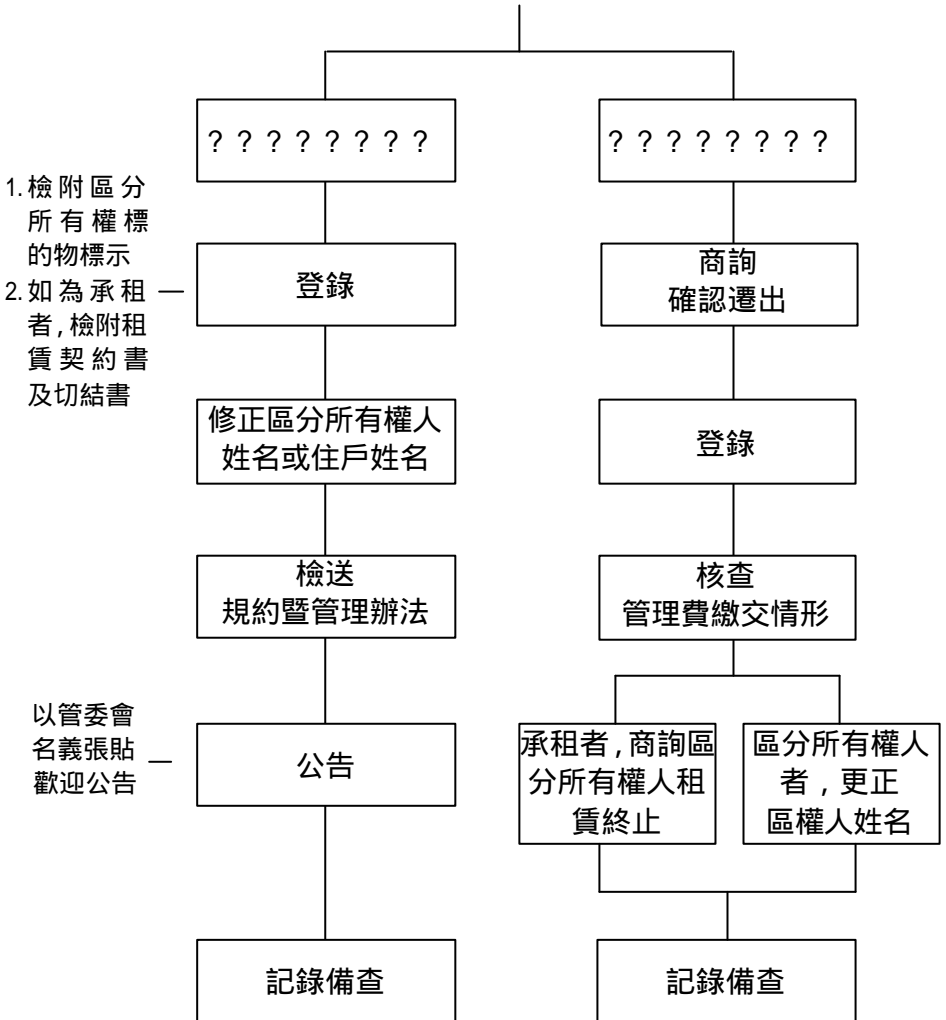 ？？？？？？？？
1.檢附區分
所有權標
的物標示
2.如為承租
者,檢附租
賃契約書
及切結書
登錄
修正區分所有權人
姓名或住戶姓名
檢送
規約暨管理辦法
以管委會
名義張貼
歡迎公告
公告
記錄備查
？？？？？？？？
商詢
確認遷出
登錄
核查
管理費繳交情形
承租者,商詢區
分所有權人租
賃終止
區分所有權人
者,更正
區權人姓名
記錄備查